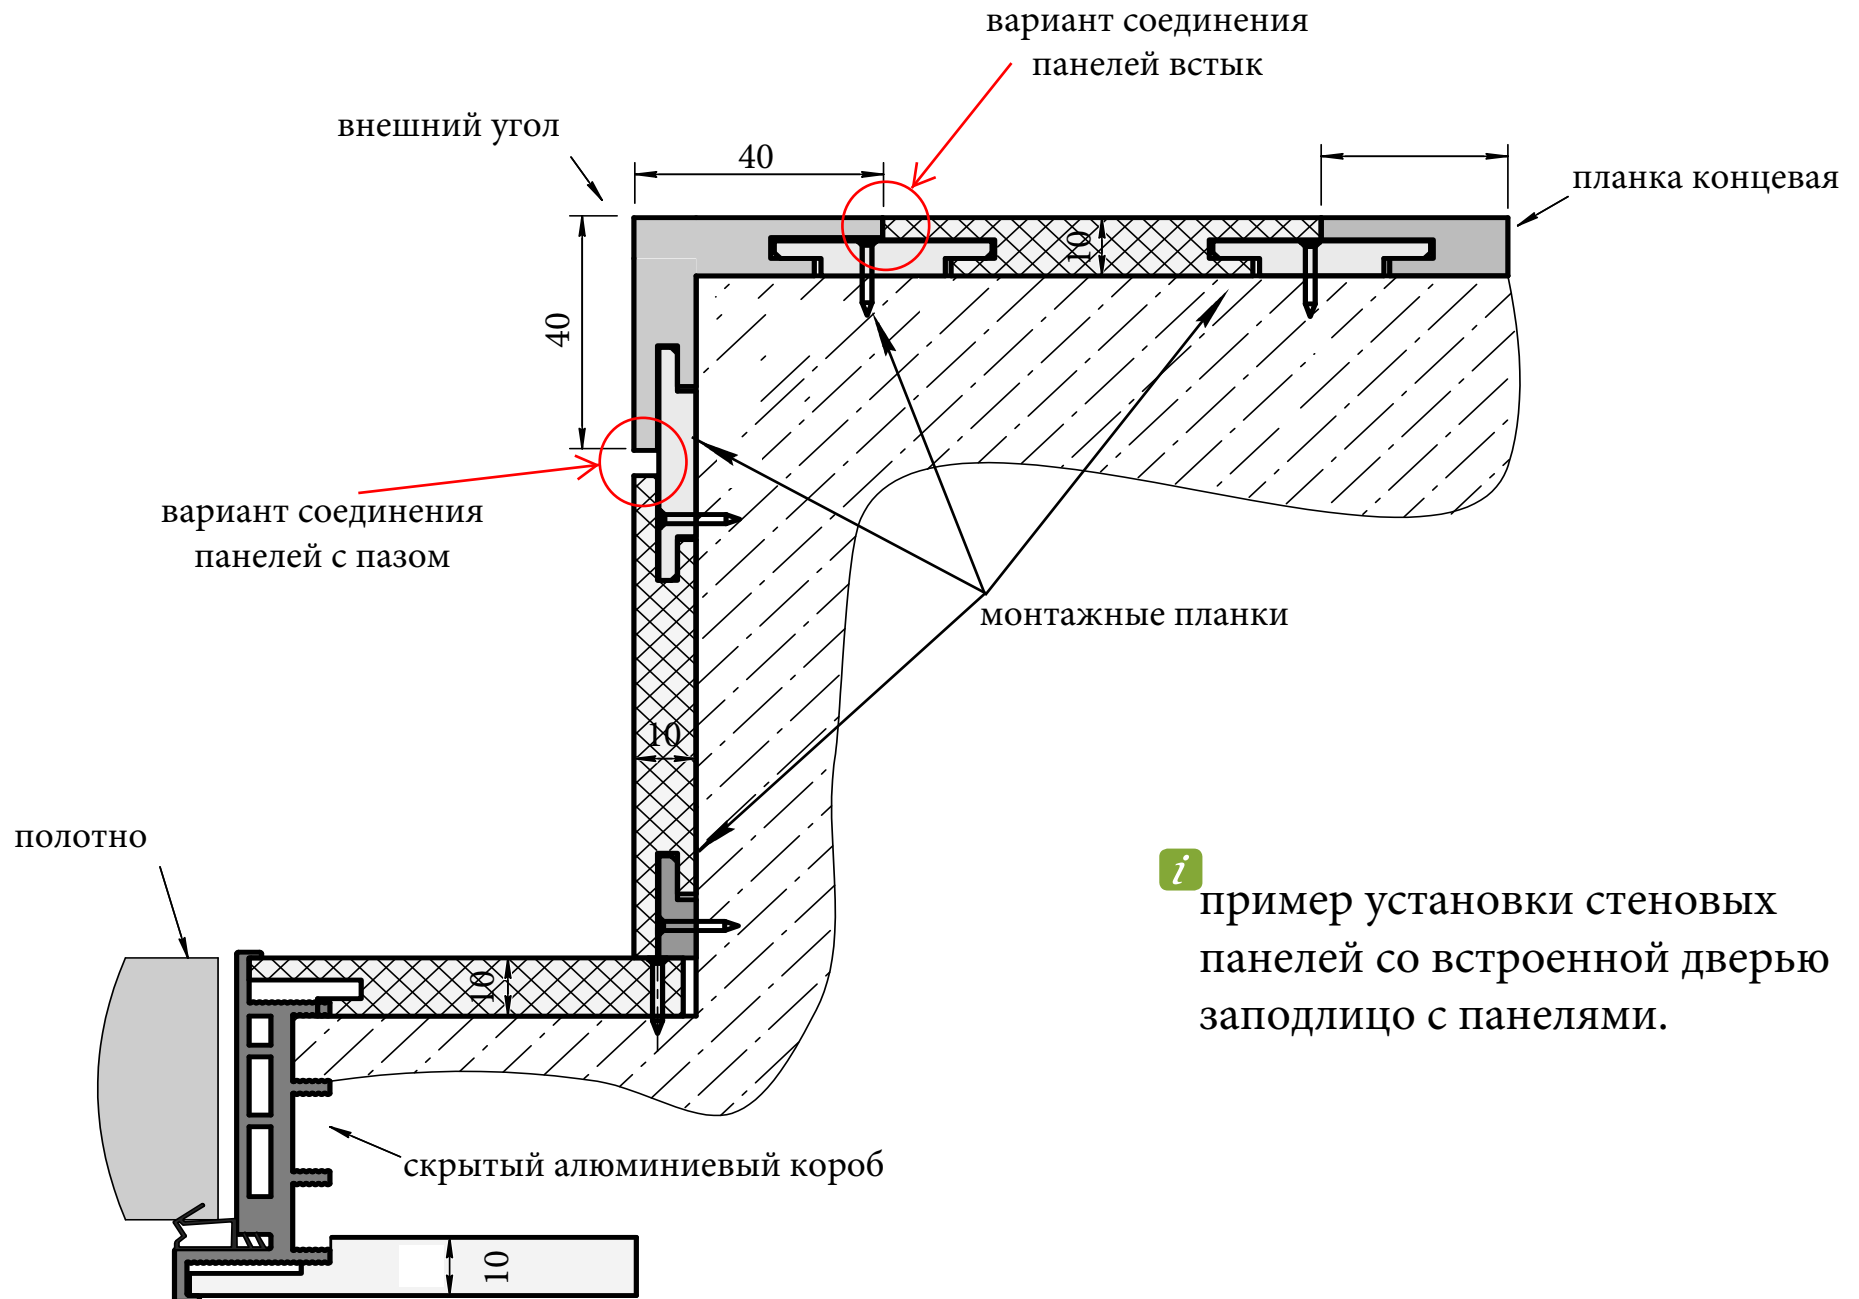 вариант соединения
панелей встык
внешний угол
40
планка концевая
10
40
вариант соединения
панелей с пазом
монтажные планки
10
полотно
i
пример установки стеновых
панелей со встроенной дверью
заподлицо с панелями.
10
скрытый алюминиевый короб
10